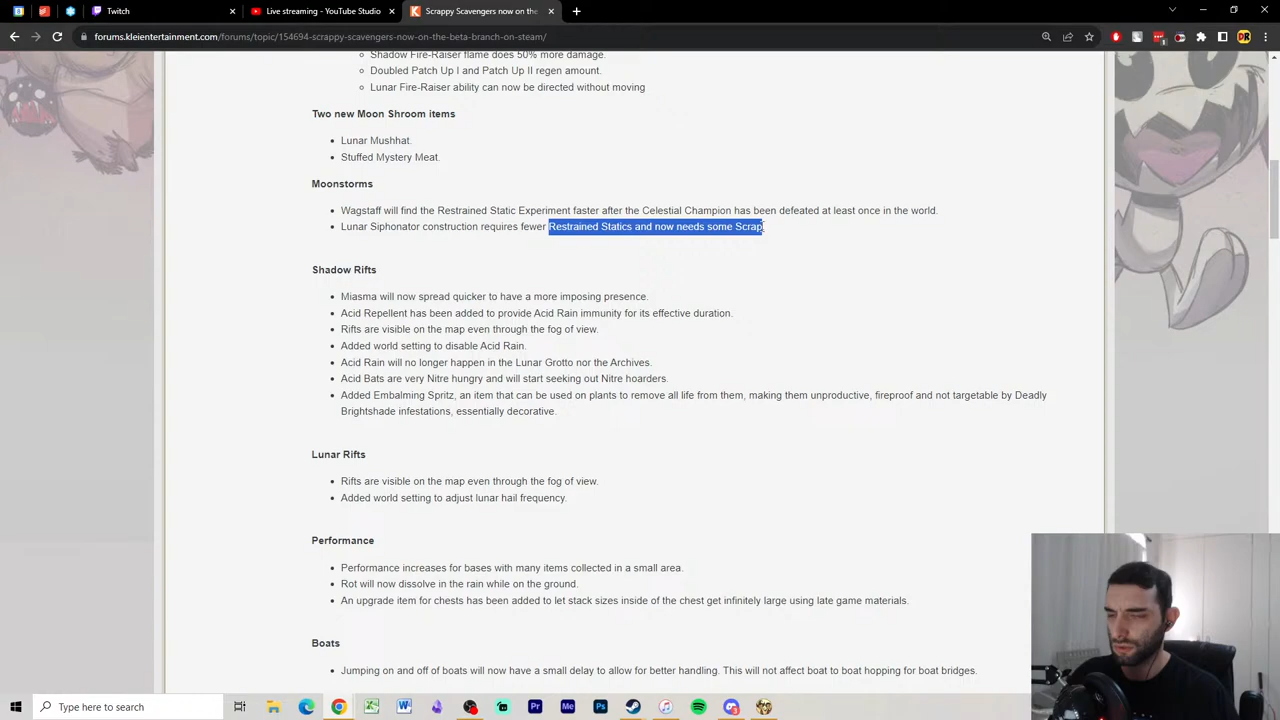 Twitch
Live streaming - YouTube Studio
Scrappy Scavengers now on the
forums.kleientertainment.com/forums/topic/154694-scrappy-scavengers-now-on-the-beta-branch-on-steam/
DR
Shadow Fire-Raiser flame does 50% more damage.
Doubled Patch Up I and Patch Up II regen amount.
Lunar Fire-Raiser ability can now be directed without moving
Two new Moon Shroom items
Lunar Mushhat.
Stuffed Mystery Meat.
Moonstorms
Wagstaff will find the Restrained Static Experiment faster after the Celestial Champion has been defeated at least once in the world.
Lunar Siphonator construction requires fewer Restrained Statics and now needs some Scrap.
Shadow Rifts
Miasma will now spread quicker to have a more imposing presence.
Acid Repellent has been added to provide Acid Rain immunity for its effective duration.
Rifts are visible on the map even through the fog of view.
Added world setting to disable Acid Rain.
Acid Rain will no longer happen in the Lunar Grotto nor the Archives.
Acid Bats are very Nitre hungry and will start seeking out Nitre hoarders.
Added Embalming Spritz, an item that can be used on plants to remove all life from them, making them unproductive, fireproof and not targetable by Deadly
Brightshade infestations, essentially decorative.
Lunar Rifts
Rifts are visible on the map even through the fog of view.
Added world setting to adjust lunar hail frequency.
Performance
Performance increases for bases with many items collected in a small area.
Rot will now dissolve in the rain while on the ground.
An upgrade item for chests has been added to let stack sizes inside of the chest get infinitely large using late game materials.
Boats
Jumping on and off of boats will now have a small delay to allow for better handling. This will not affect boat to boat hopping for boat bridges.
Type here to search